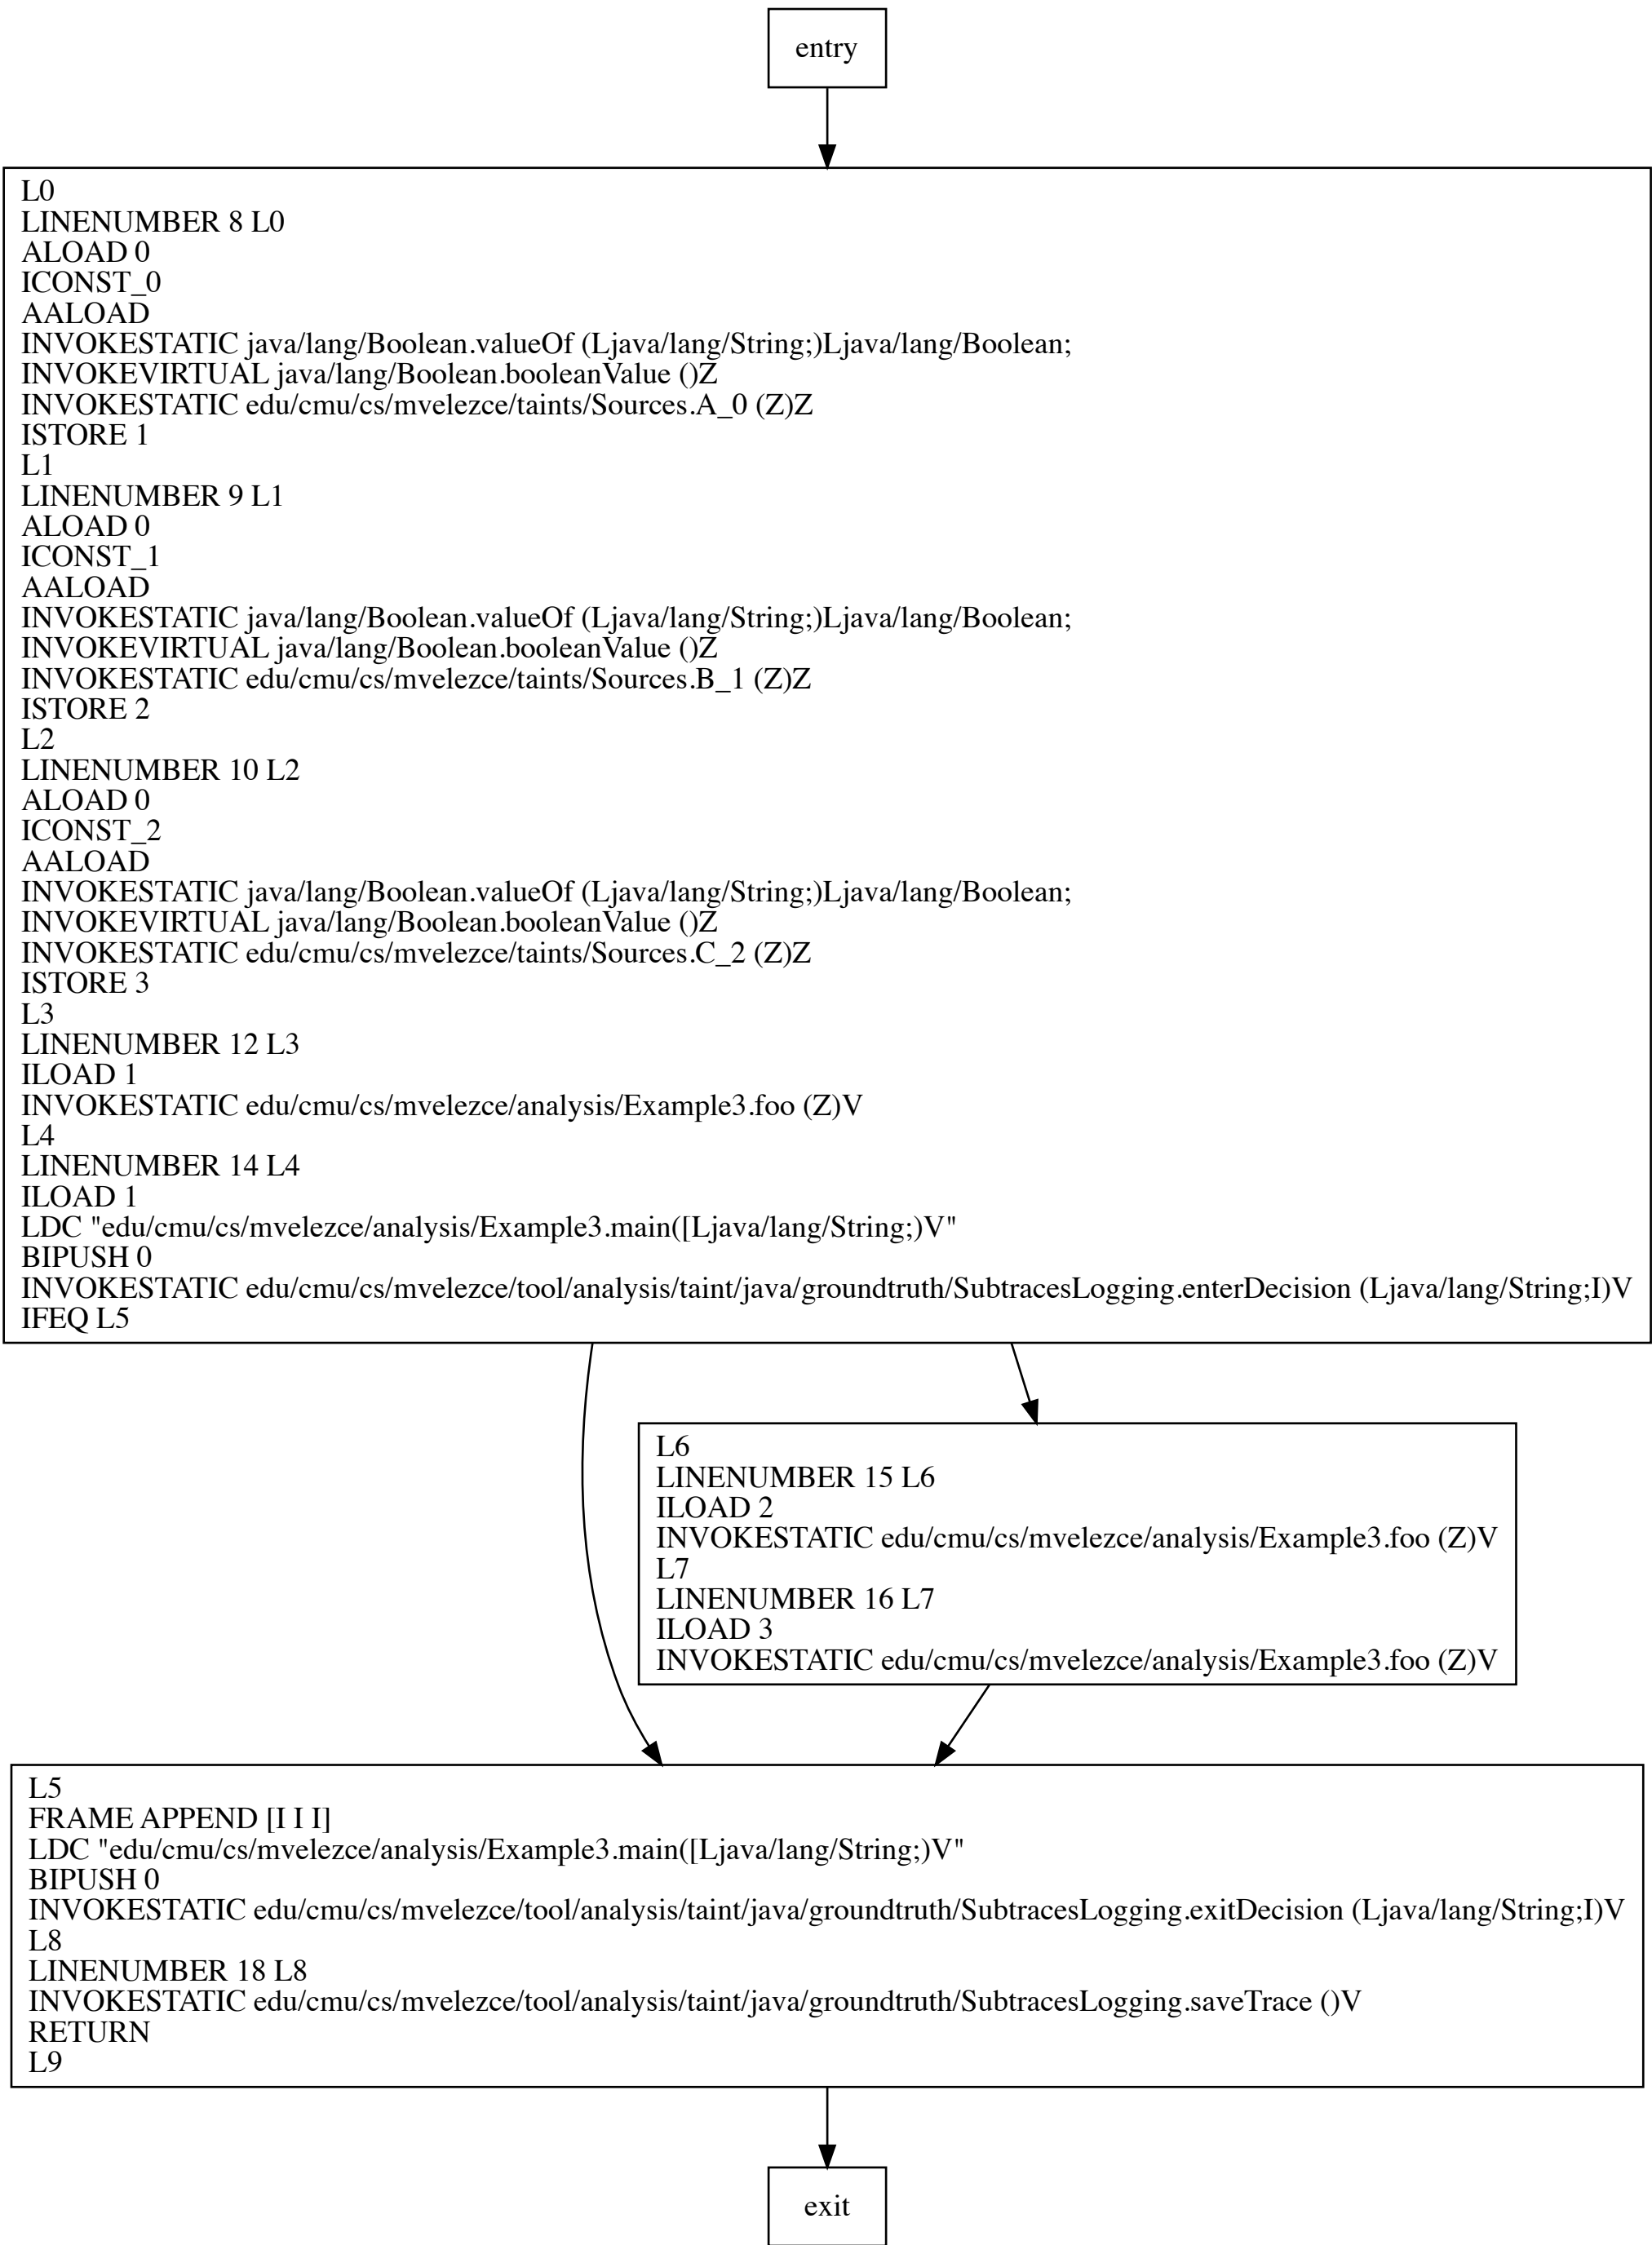 entry
L0
LINENUMBER 8 L0
ALOAD 0
ICONST_0
AALOAD
INVOKESTATIC java/lang/Boolean.valueOf (Ljava/lang/String;)Ljava/lang/Boolean;
INVOKEVIRTUAL java/lang/Boolean.booleanValue ()Z
INVOKESTATIC edu/cmu/cs/mvelezce/taints/Sources.A_0 (Z)Z
ISTORE 1
L1
LINENUMBER 9 L1
ALOAD 0
ICONST_1
AALOAD
INVOKESTATIC java/lang/Boolean.valueOf (Ljava/lang/String;)Ljava/lang/Boolean;
INVOKEVIRTUAL java/lang/Boolean.booleanValue ()Z
INVOKESTATIC edu/cmu/cs/mvelezce/taints/Sources.B_1 (Z)Z
ISTORE 2
L2
LINENUMBER 10 L2
ALOAD 0
ICONST_2
AALOAD
INVOKESTATIC java/lang/Boolean.valueOf (Ljava/lang/String;)Ljava/lang/Boolean;
INVOKEVIRTUAL java/lang/Boolean.booleanValue ()Z
INVOKESTATIC edu/cmu/cs/mvelezce/taints/Sources.C_2 (Z)Z
ISTORE 3
L3
LINENUMBER 12 L3
ILOAD 1
INVOKESTATIC edu/cmu/cs/mvelezce/analysis/Example3.foo (Z)V
L4
LINENUMBER 14 L4
ILOAD 1
LDC "edu/cmu/cs/mvelezce/analysis/Example3.main([Ljava/lang/String;)V"
BIPUSH 0
INVOKESTATIC edu/cmu/cs/mvelezce/tool/analysis/taint/java/groundtruth/SubtracesLogging.enterDecision (Ljava/lang/String;I)V
IFEQ L5
L6
LINENUMBER 15 L6
ILOAD 2
INVOKESTATIC edu/cmu/cs/mvelezce/analysis/Example3.foo (Z)V
L7
LINENUMBER 16 L7
ILOAD 3
INVOKESTATIC edu/cmu/cs/mvelezce/analysis/Example3.foo (Z)V
L5
FRAME APPEND [I I I]
LDC "edu/cmu/cs/mvelezce/analysis/Example3.main([Ljava/lang/String;)V"
BIPUSH 0
INVOKESTATIC edu/cmu/cs/mvelezce/tool/analysis/taint/java/groundtruth/SubtracesLogging.exitDecision (Ljava/lang/String;I)V
L8
LINENUMBER 18 L8
INVOKESTATIC edu/cmu/cs/mvelezce/tool/analysis/taint/java/groundtruth/SubtracesLogging.saveTrace ()V
RETURN
L9
exit